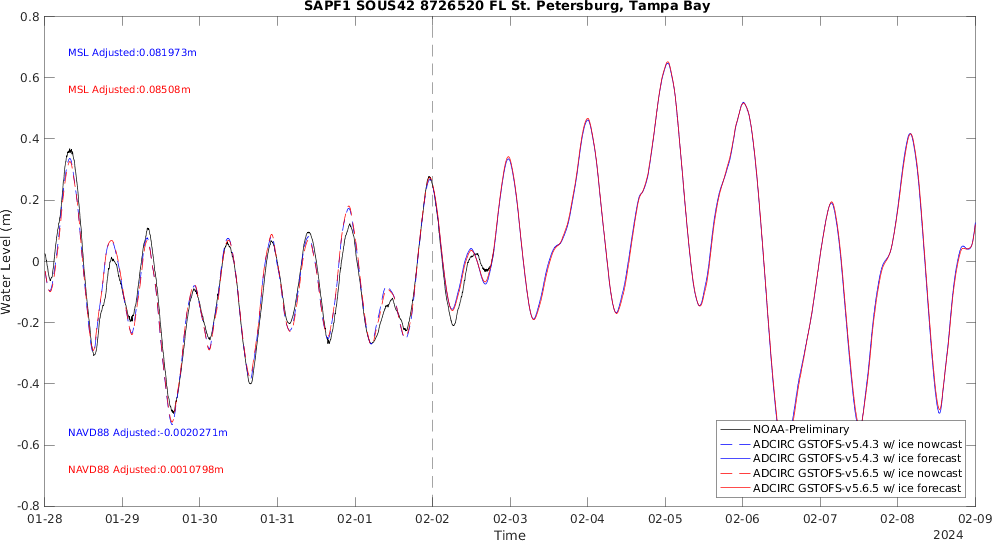 SAPF1 SOUS42 8726520 FL St. Petersburg, Tampa Bay
MSL Adjusted:0.081973m
MSL Adjusted:0.08508m
NAVD88 Adjusted:-0.0020271m
NAVD88 Adjusted:0.0010798m
Water Level (m)
0.8
0.6
0.4
0.2
0
-0.2
-0.4
-0.6
-0.8
NOAA-Preliminary
ADCIRC GSTOFS-v5.4.3 w/ ice nowcast
ADCIRC GSTOFS-v5.4.3 w/ ice forecast
ADCIRC GSTOFS-v5.6.5 w/ ice nowcast
ADCIRC GSTOFS-v5.6.5 w/ ice forecast
01-28 01-29 01-30 01-31 02-01 02-02 02-03 02-04 02-05 02-06 02-07 02-08 02-09
Time
2024